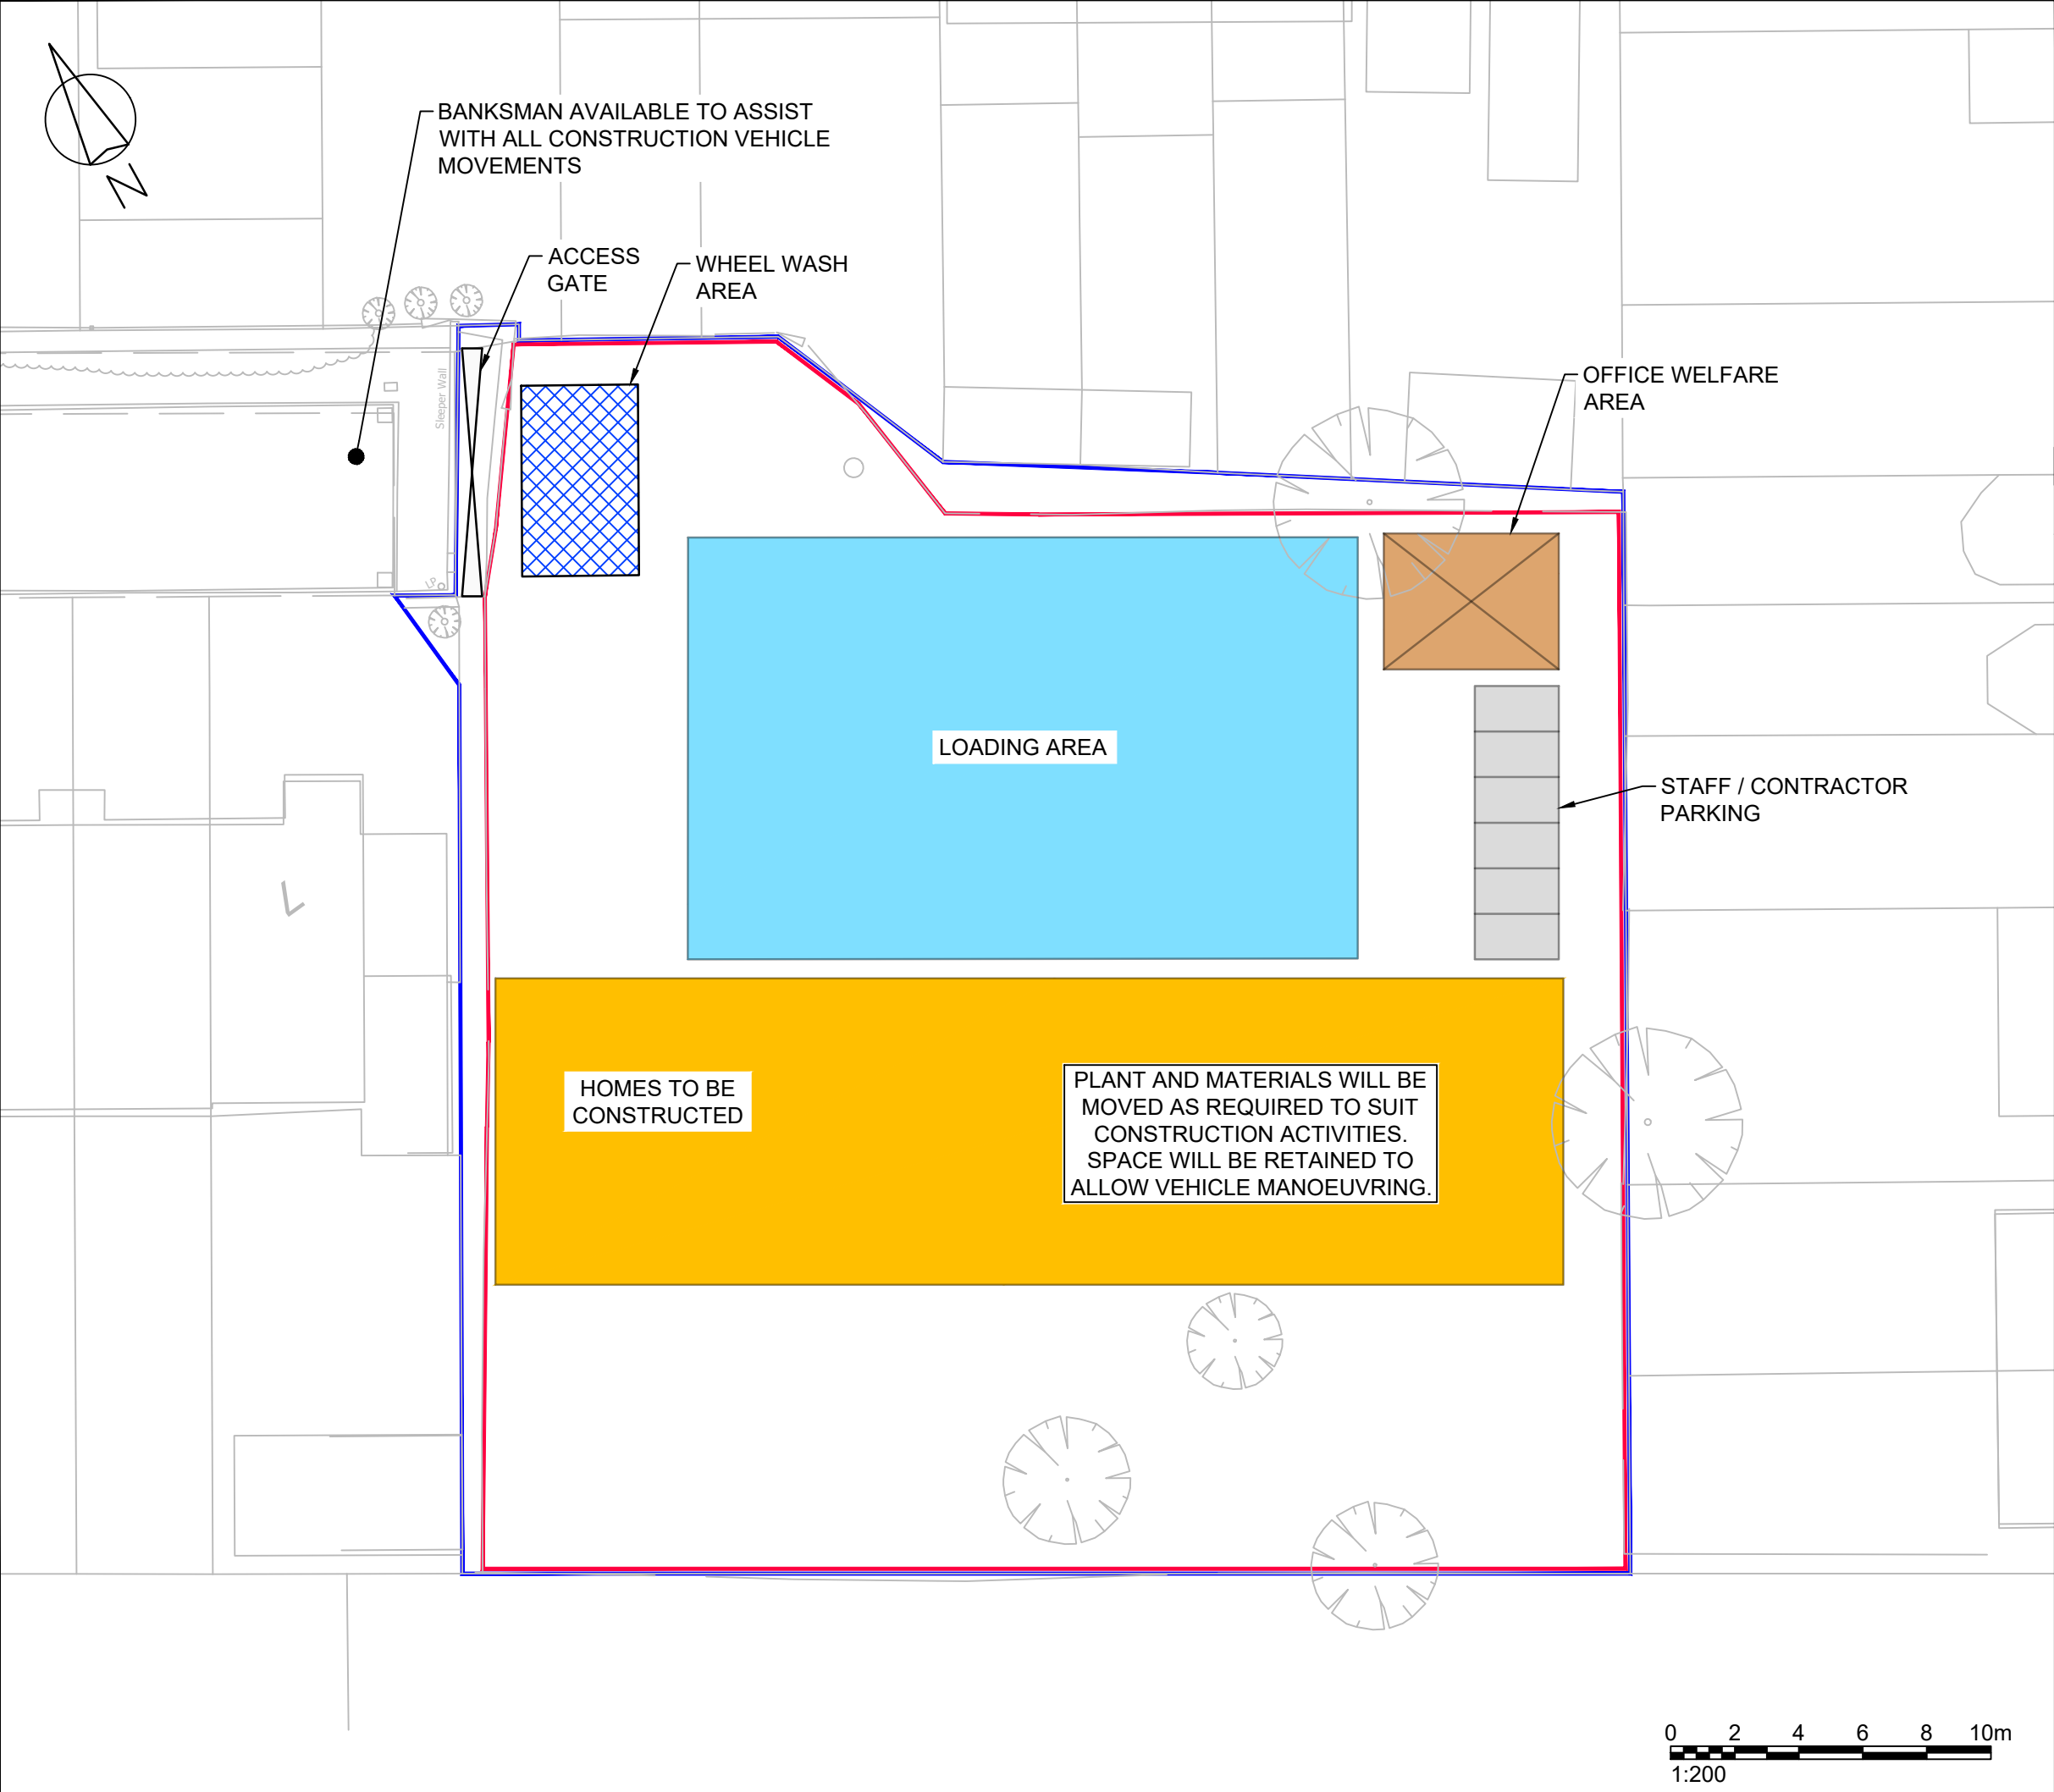 N
BANKSMAN AVAILABLE TO ASSIST
WITH ALL CONSTRUCTION VEHICLE
MOVEMENTS
ACCESS
GATE
WHEEL WASH
AREA
OFFICE WELFARE
AREA
Sleeper Wall
LOADING AREA
STAFF / CONTRACTOR
PARKING
HOMES TO BE
CONSTRUCTED
PLANT AND MATERIALS WILL BE
MOVED AS REQUIRED TO SUIT
CONSTRUCTION ACTIVITIES.
SPACE WILL BE RETAINED TO
ALLOW VEHICLE MANOEUVRING.
0 2 4 6 8 10m
1:200